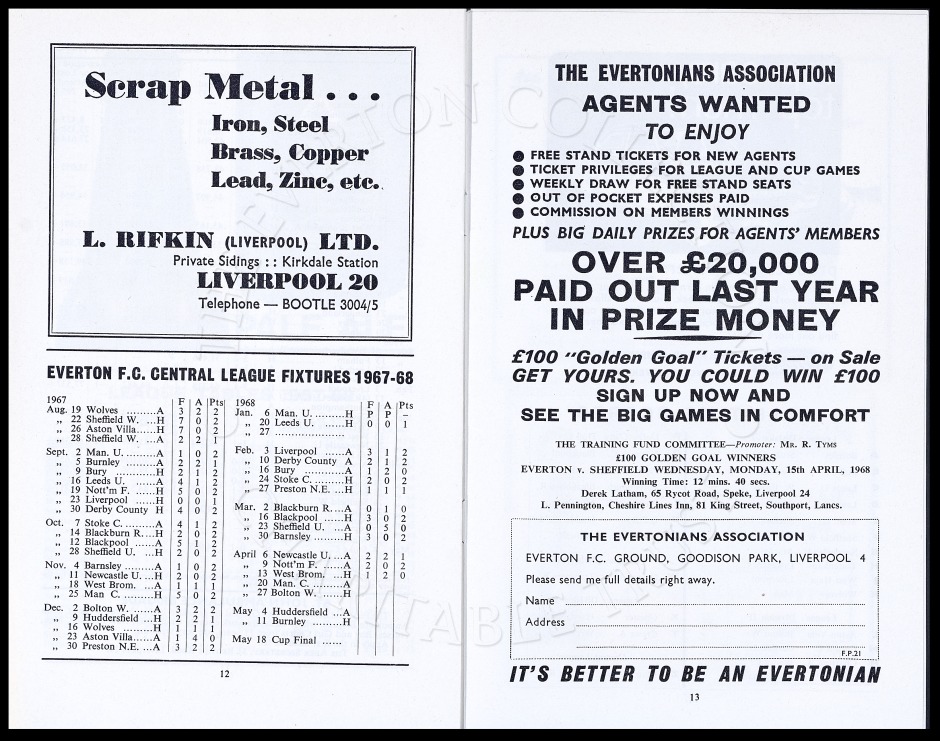 Scrap Metal . . .
Iron, Steel
Brass, Copper
Lead, Zinc, etc.
L. RIFKIN (LIVERPOOL) LTD.
Private Sidings : : Kirkdale Station
LIVERPOOL 20
Telephone — BOOTLE 3004/5
EVERTON F.C. CENTRAL LEAGUE FIXTURES 1967-68
1967 F A Pts
Aug. 19 Wolves .........A 3 2 2
„ 22 Sheffield W. ...H 7 0 2
„ 26 Aston Villa......H 7 0 2
„ 28 Sheffield W. ...A 2 2 1
Sept. 2 Man. U. .........A 1 0 2
„ 5 Burnley .........A 2 2 1
„ 9 Bury ............H 2 1 2
„ 16 Leeds U. .........A 4 1 2
„ 19 Nott'm F. ......H 5 0 2
„ 23 Liverpool ......H 0 0 1
„ 30 Derby County H 4 0 2
Oct. 7 Stoke C. .........A 4 1 2
„ 14 Blackburn R....H 2 0 2
„ 12 Blackpool ......A 5 1 2
„ 28 Sheffield U. ...H 2 0 2
Nov. 4 Barnsley .........A 1 0 2
„ 11 Newcastle U. ...H 2 0 2
„ 18 West Brom. ...A 1 1 1
„ 25 Man C. .........H 5 0 2
Dec. 2 Bolton W. ......A 3 2 2
„ 9 Huddersfield ...H 2 2 1
„ 16 Wolves .........H 1 1 1
„ 23 Aston Villa......A 1 4 0
„ 30 Preston N.E. ...A 3 2 2
1968 F A Pts
Jan. 6 Man. U. .........H P P –
„ 20 Leeds U. .........H 0 0 1
„ 27 .....................
Feb. 3 Liverpool ......A 3 1 2
„ 10 Derby County A 2 1 2
„ 16 Bury ............A 1 2 0
„ 24 Stoke C. .........H 2 0 2
„ 27 Preston N.E. ...H 1 1 1
Mar. 2 Blackburn R....A 0 1 0
„ 16 Blackpool ......H 3 0 2
„ 23 Sheffield U. ...A 0 5 0
„ 30 Barnsley .........H 3 0 2
April 6 Newcastle U. ...A 2 2 1
„ 9 Nott'm F. ......A 2 0 2
„ 13 West Brom. ...H 1 2 0
„ 20 Man. C. .........A
„ 27 Bolton W. ......H
May 4 Huddersfield ...A
„ 11 Burnley .........H
May 18 Cup Final ......
12
THE EVERTONIANS ASSOCIATION
AGENTS WANTED
TO ENJOY
● FREE STAND TICKETS FOR NEW AGENTS
● TICKET PRIVILEGES FOR LEAGUE AND CUP GAMES
● WEEKLY DRAW FOR FREE STAND SEATS
● OUT OF POCKET EXPENSES PAID
● COMMISSION ON MEMBERS WINNINGS
PLUS BIG DAILY PRIZES FOR AGENTS' MEMBERS
OVER £20,000
PAID OUT LAST YEAR
IN PRIZE MONEY
£100 "Golden Goal" Tickets — on Sale
GET YOURS. YOU COULD WIN £100
SIGN UP NOW AND
SEE THE BIG GAMES IN COMFORT
THE TRAINING FUND COMMITTEE—Promoter: MR. R. TYMS
£100 GOLDEN GOAL WINNERS
EVERTON v. SHEFFIELD WEDNESDAY, MONDAY, 15th APRIL, 1968
Winning Time: 12 mins. 40 secs.
Derek Latham, 65 Rycot Road, Speke, Liverpool 24
L. Pennington, Cheshire Lines Inn, 81 King Street, Southport, Lancs.
THE EVERTONIANS ASSOCIATION
EVERTON F.C. GROUND, GOODISON PARK, LIVERPOOL 4
Please send me full details right away.
Name
Address
F.P.21
IT'S BETTER TO BE AN EVERTONIAN
13